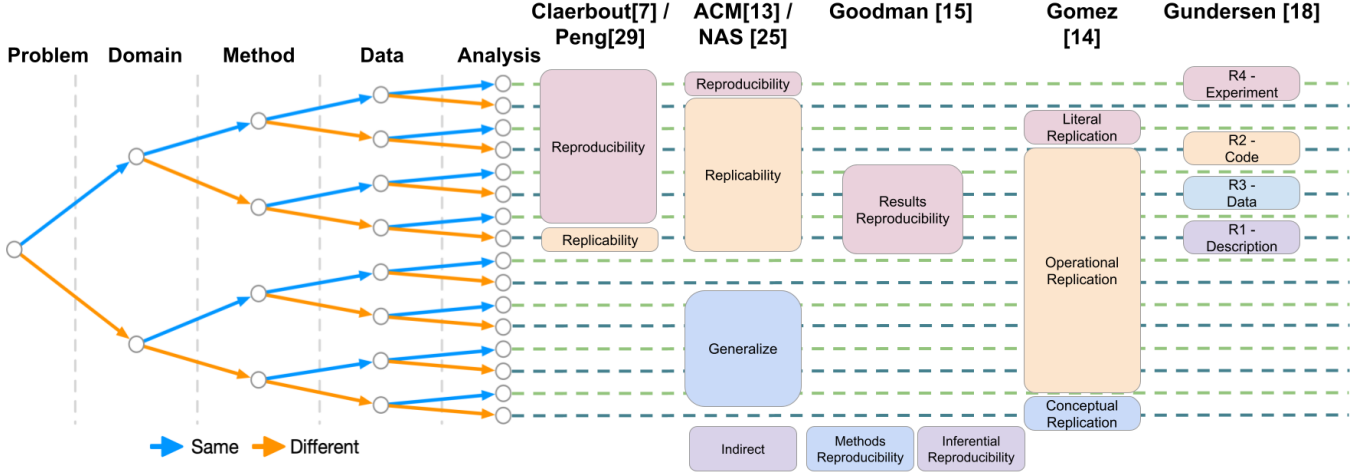 Claerbout[7] /
Peng[29]
ACM[13] /
NAS [25]
Goodman [15]
Gomez
[14]
Gundersen [18]
Problem
Domain
Method
Data
Analysis
Reproducibility
Replicability
Reproducibility
Replicability
Generalize
Results
Reproducibility
Literal
Replication
Operational
Replication
Conceptual
Replication
R4 -
Experiment
R2 -
Code
R3 -
Data
R1 -
Description
Same
Different
Indirect
Methods
Reproducibility
Inferential
Reproducibility